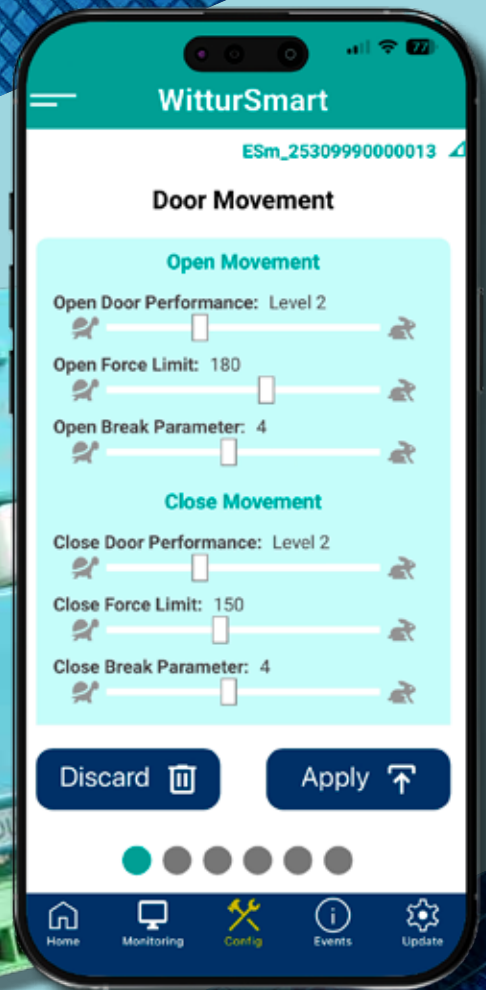 77
WitturSmart
ESm_25309990000013
Door Movement
Open Movement
Open Door Performance: Level 2
Open Force Limit: 180
Open Break Parameter: 4
Close Movement
Close Door Performance: Level 2
Close Force Limit: 150
Close Break Parameter: 4
Discard
Apply
Home Monitoring Config Events Update